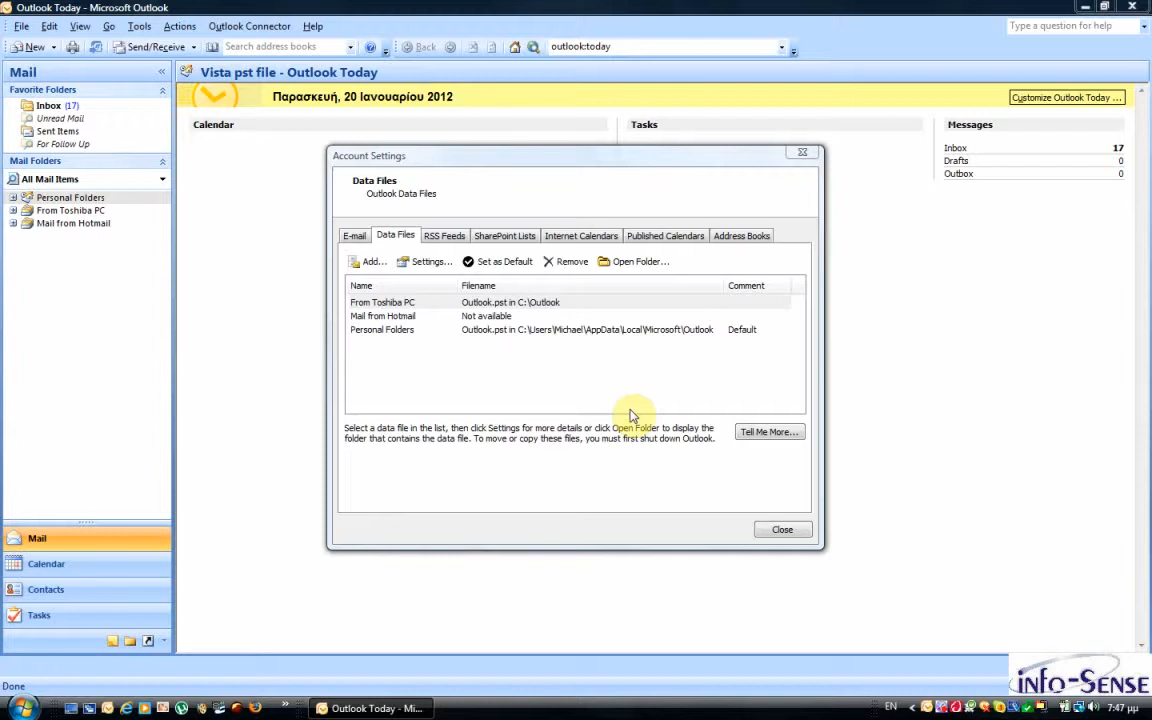 Outlook Today - Microsoft Outlook
File Edit View Go Tools Actions Outlook Connector Help
Type a question for help
New Send/Receive Search address books Back outlook:today
Mail «
Vista pst file - Outlook Today
Favorite Folders
Inbox (17)
Unread Mail
Sent Items
For Follow Up
Mail Folders
All Mail Items
Personal Folders
From Toshiba PC
Mail from Hotmail
Mail
Calendar
Contacts
Tasks
Παρασκευή, 20 Ιανουαρίου 2012
Customize Outlook Today ...
Calendar Tasks Messages
Inbox 17
Drafts 0
Outbox 0
Account Settings
Data Files
Outlook Data Files
E-mail Data Files RSS Feeds SharePoint Lists Internet Calendars Published Calendars Address Books
Add... Settings... Set as Default Remove Open Folder...
Name Filename Comment
From Toshiba PC Outlook.pst in C:\Outlook
Mail from Hotmail Not available
Personal Folders Outlook.pst in C:\Users\Michael\AppData\Local\Microsoft\Outlook Default
Select a data file in the list, then click Settings for more details or click Open Folder to display the
folder that contains the data file. To move or copy these files, you must first shut down Outlook.
Tell Me More...
Close
Done
info-Sense
Outlook Today - Mi...
EN
7:47 μμ